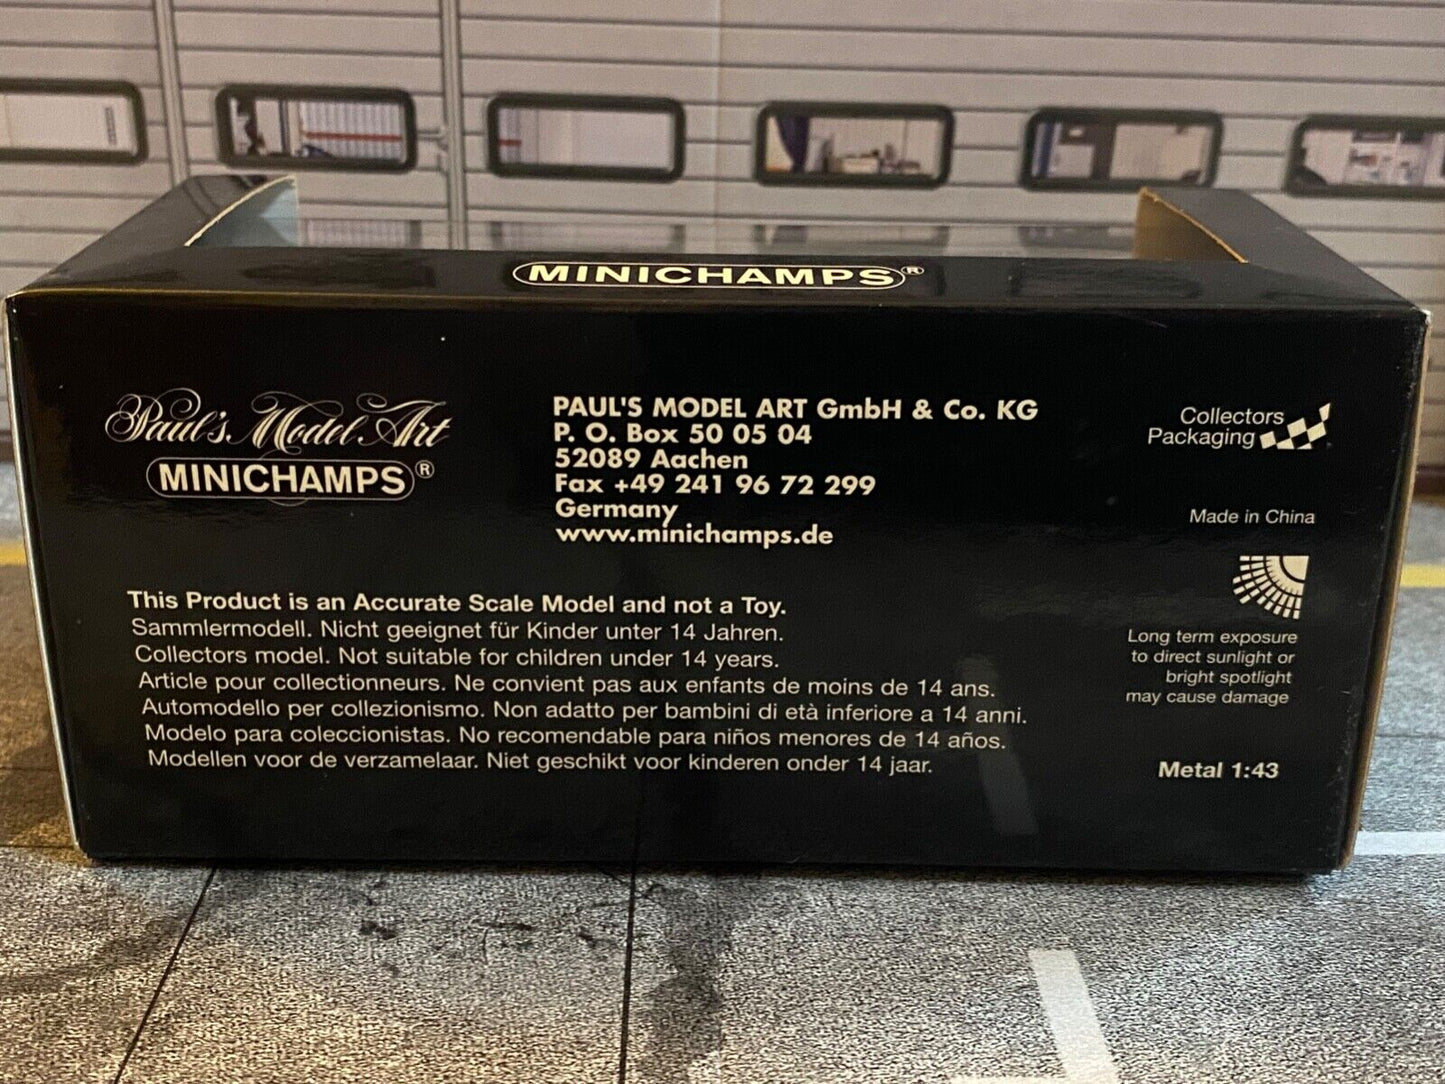 MINICHAMPS®
Paul's Model Art
MINICHAMPS®
PAUL'S MODEL ART GmbH & Co. KG
P. O. Box 50 05 04
52089 Aachen
Fax +49 241 96 72 299
Germany
www.minichamps.de
Collectors
Packaging
Made in China
This Product is an Accurate Scale Model and not a Toy.
Sammlermodell. Nicht geeignet für Kinder unter 14 Jahren.
Collectors model. Not suitable for children under 14 years.
Article pour collectionneurs. Ne convient pas aux enfants de moins de 14 ans.
Automodello per collezionismo. Non adatto per bambini di età inferiore a 14 anni.
Modelo para coleccionistas. No recomendable para niños menores de 14 años.
Modellen voor de verzamelaar. Niet geschikt voor kinderen onder 14 jaar.
Long term exposure
to direct sunlight or
bright spotlight
may cause damage
Metal 1:43